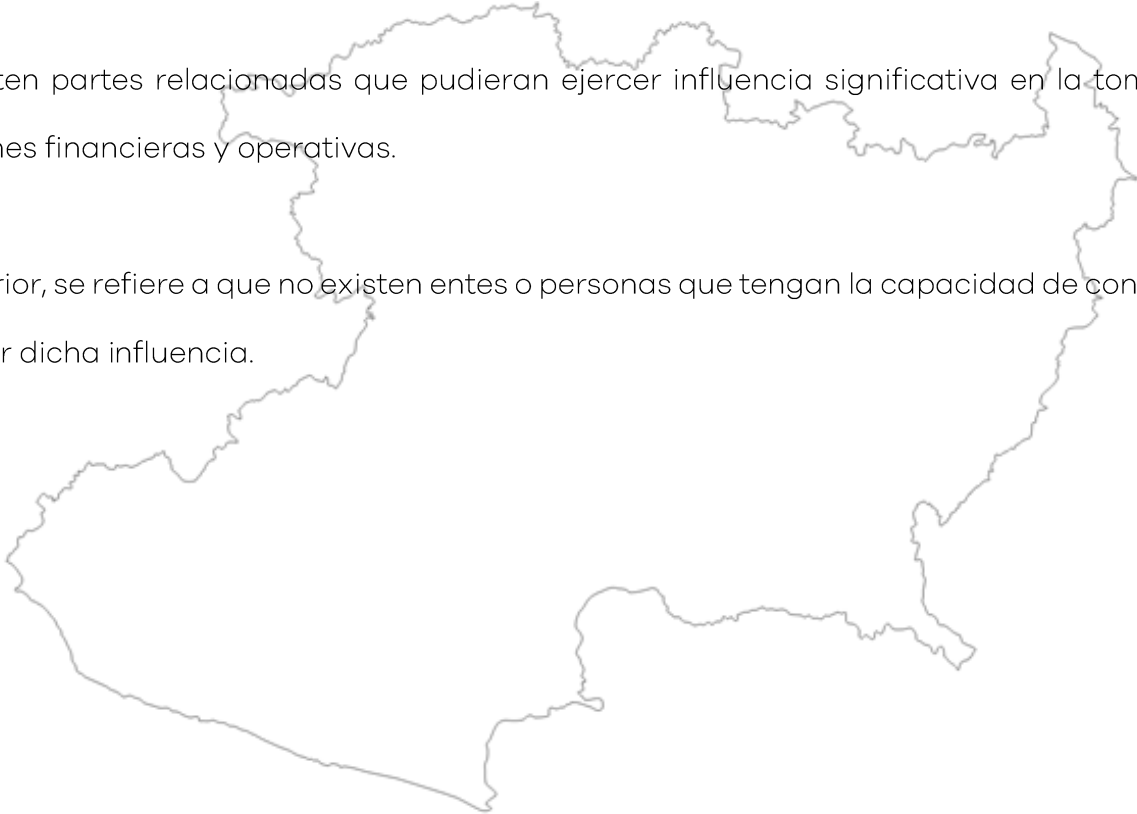 ten partes relacionadas que pudieran ejercer influencia significativa en la tom
nes financieras y operativas.
rior, se refiere a que no existen entes o personas que tengan la capacidad de con
r dicha influencia.